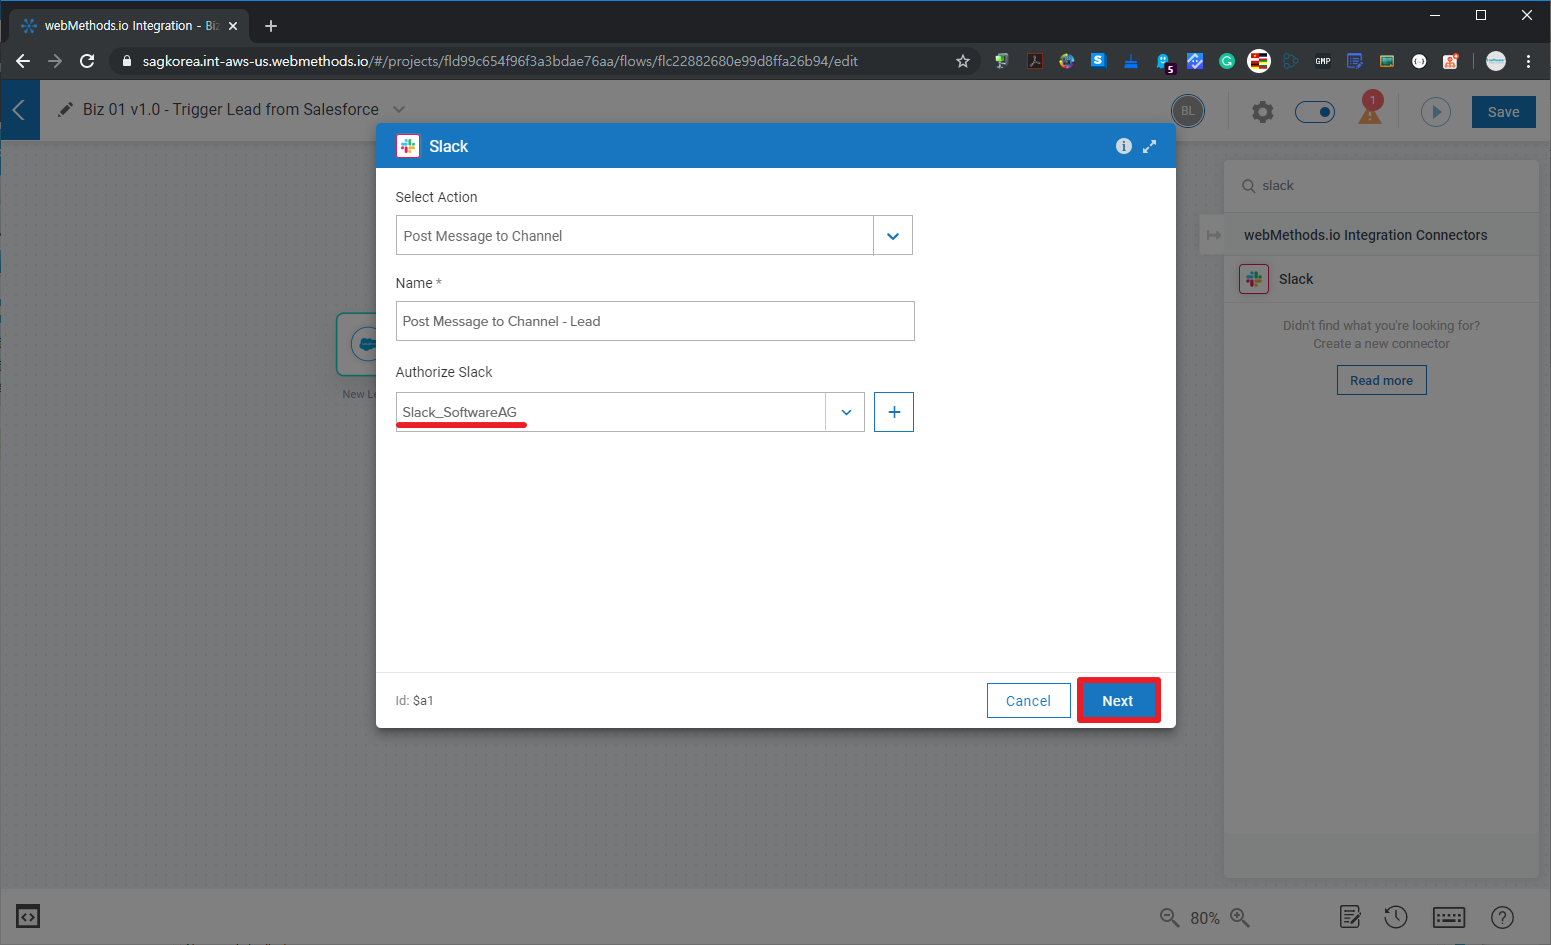 webMethods.io Integration - Biz
sagkorea.int-aws-us.webmethods.io/#/projects/fld99c654f96f3a3bdae76aa/flows/flc22882680e99d8ffa26b94/edit
S
5
G
GMP
Biz 01 v1.0 - Trigger Lead from Salesforce
BL
1
Save
Slack
Select Action
Post Message to Channel
Name *
Post Message to Channel - Lead
Authorize Slack
Slack_SoftwareAG
New Le
Id: $a1
Cancel
Next
slack
webMethods.io Integration Connectors
Slack
Didn't find what you're looking for?
Create a new connector
Read more
80%